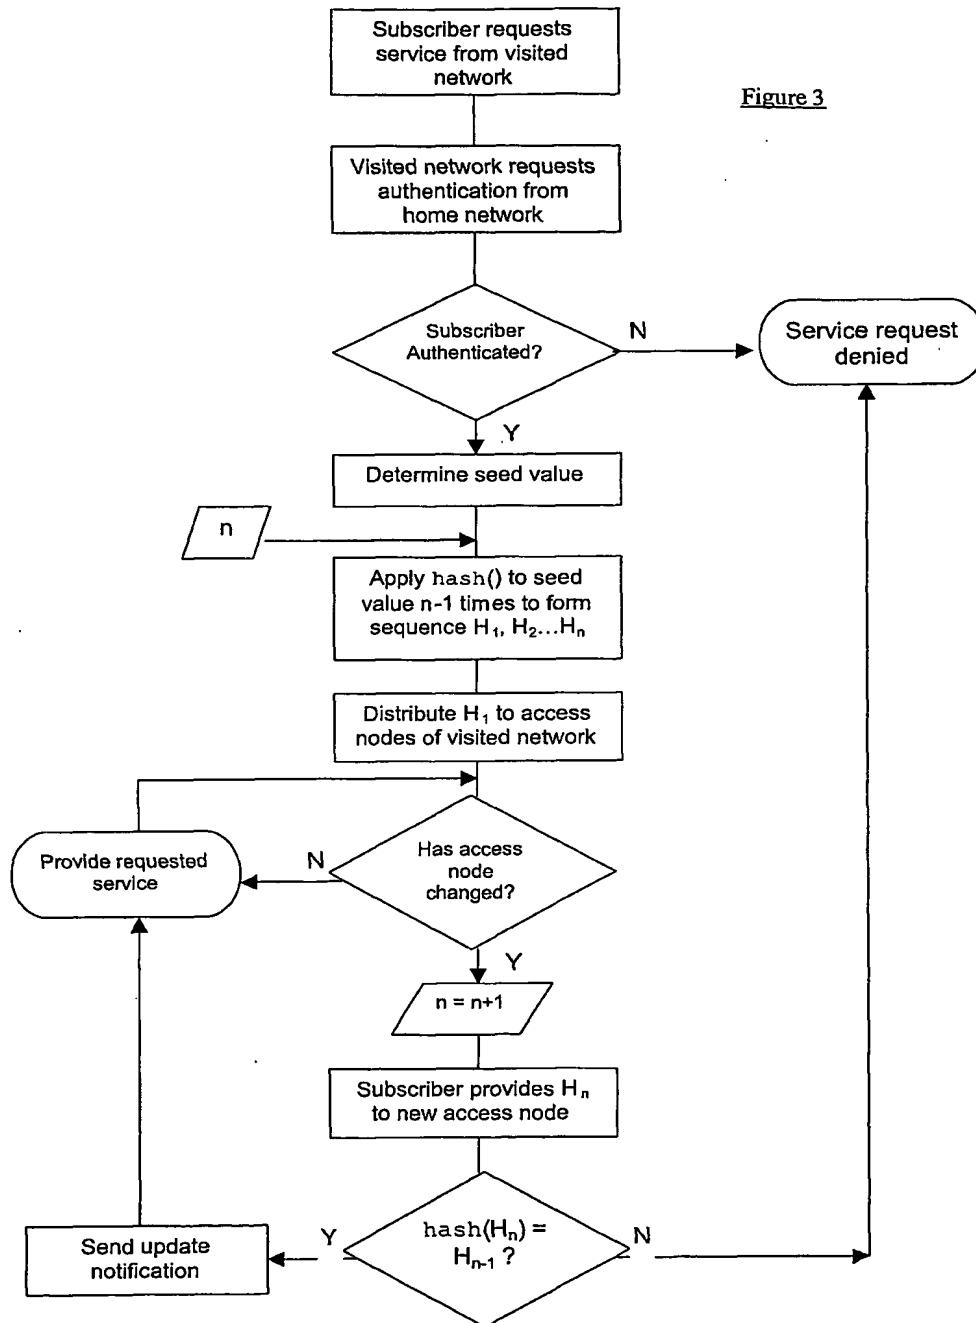 Subscriber requests
service from visited
network
Figure 3
Visited network requests
authentication from
home network
Subscriber
Authenticated?
N
Service request
denied
Y
Determine seed value
n
Apply hash() to seed
value n-1 times to form
sequence H₁, H₂...Hₙ
Distribute H₁ to access
nodes of visited network
Has access
node
changed?
N
Provide requested
service
Y
n = n+1
Subscriber provides Hₙ
to new access node
hash(Hₙ) =
Hₙ₋₁ ?
Y
N
Send update
notification